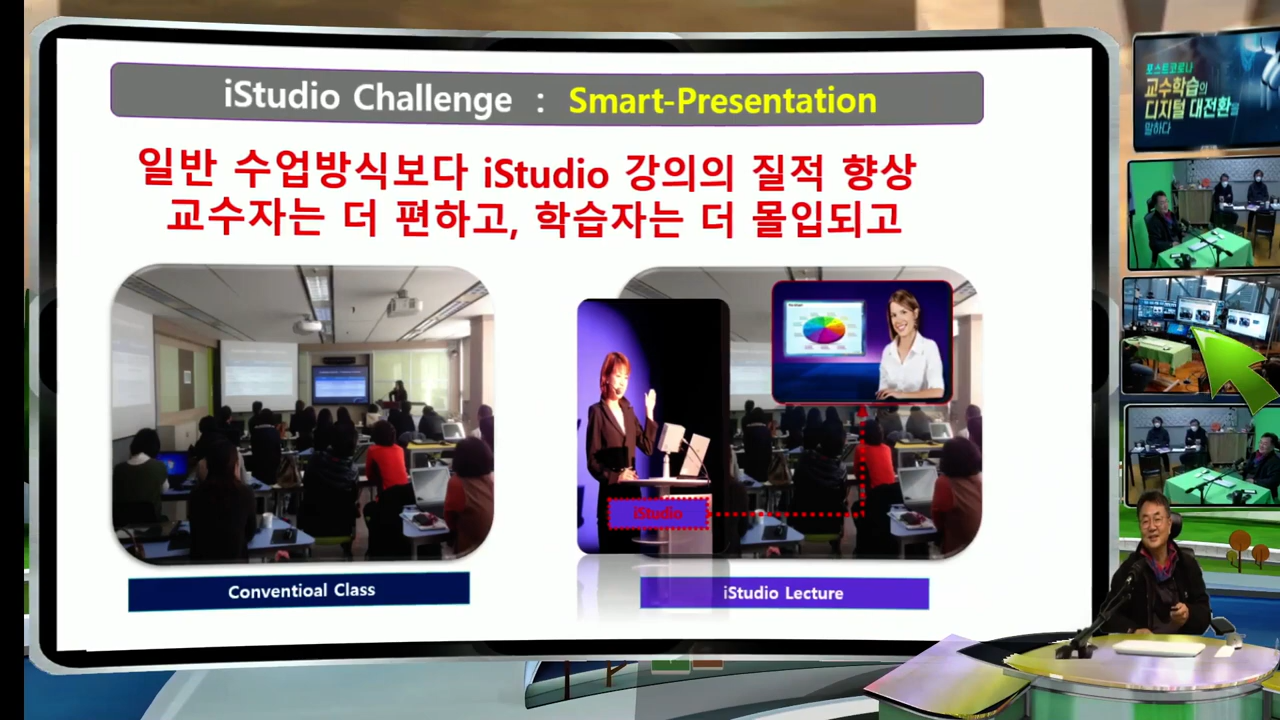 iStudio Challenge : Smart-Presentation
일반 수업방식보다 iStudio 강의의 질적 향상
교수자는 더 편하고, 학습자는 더 몰입되고
iStudio
Conventioal Class
iStudio Lecture
포스트코로나
교수학습의
디지털 대전환을
말하다